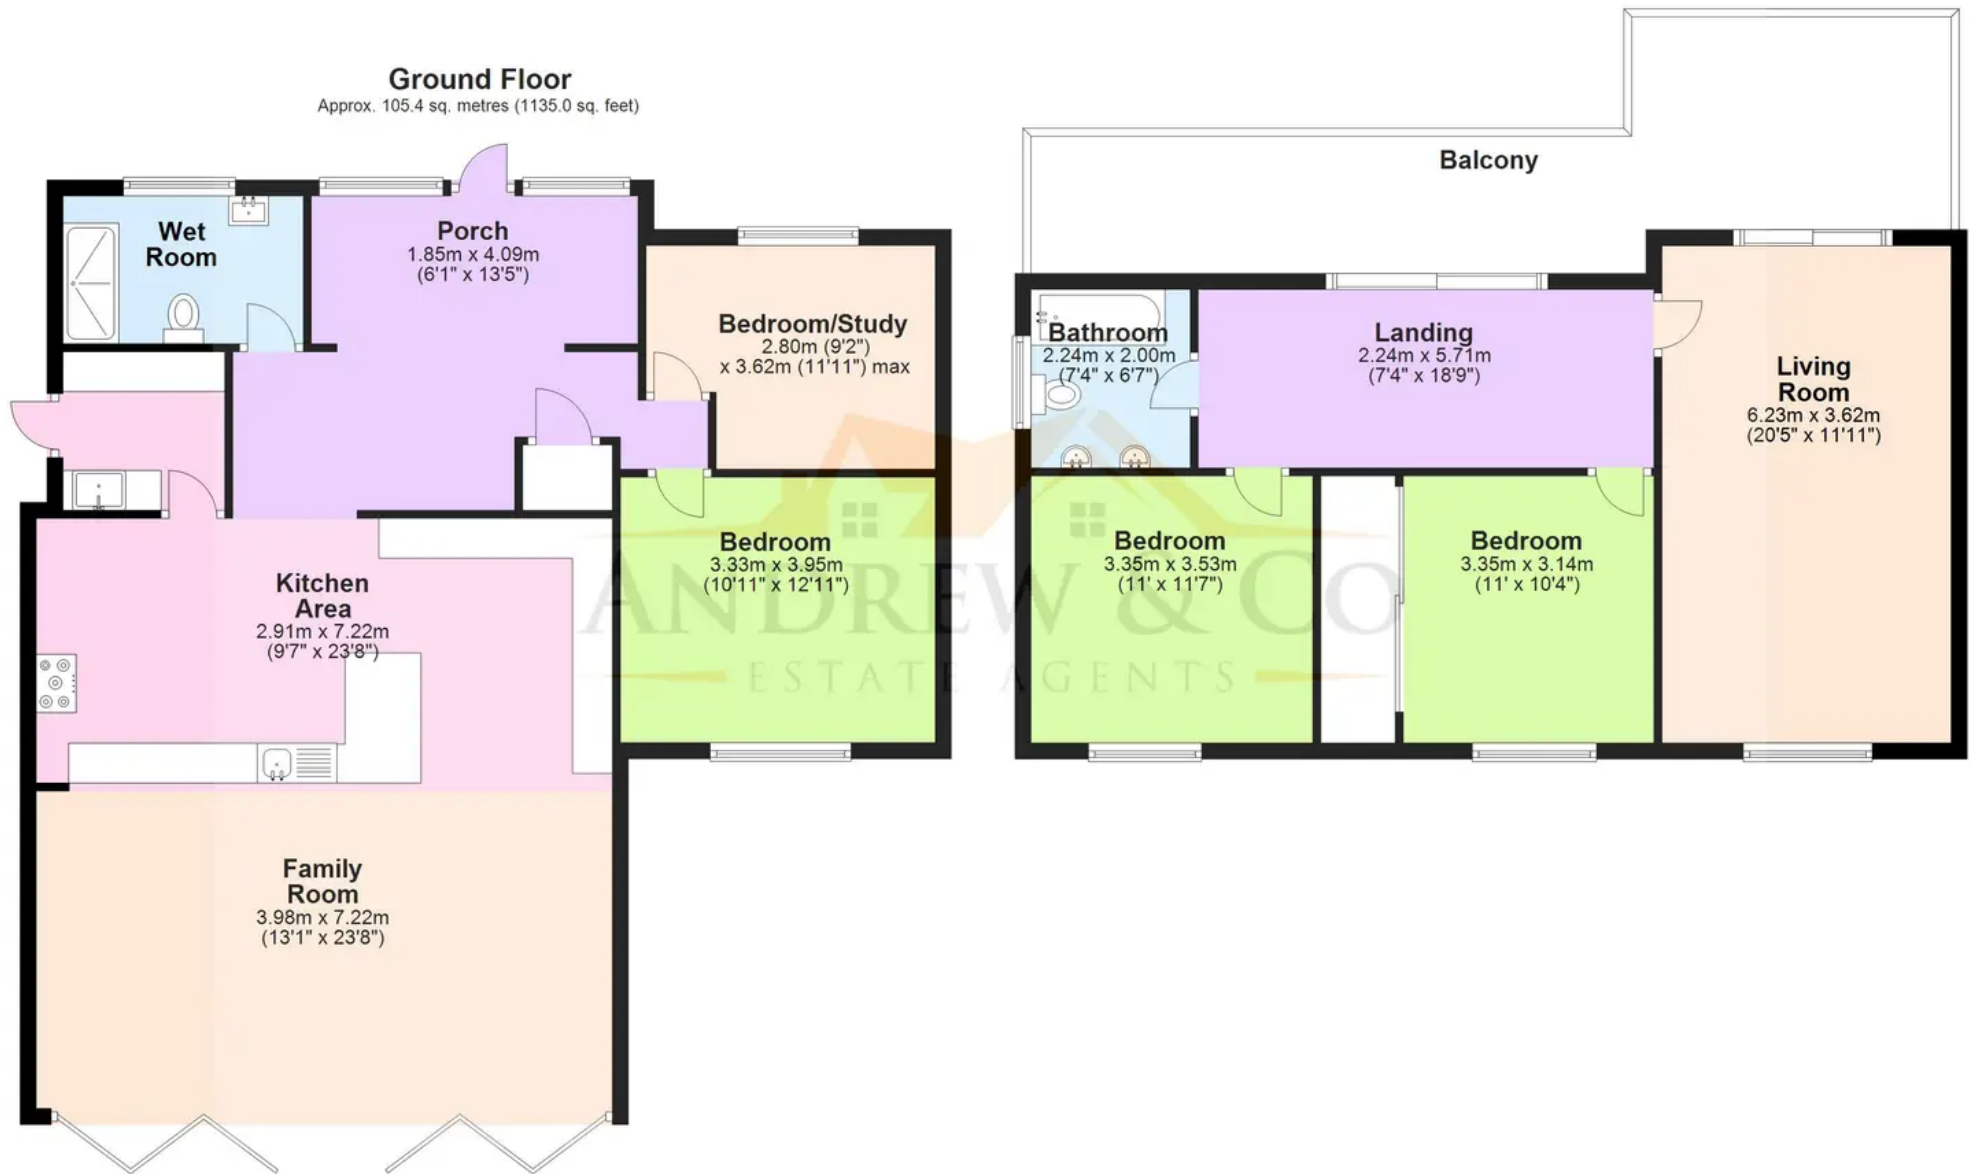 Ground Floor
Approx. 105.4 sq. metres (1135.0 sq. feet)
Wet
Room
Porch
1.85m x 4.09m
(6'1" x 13'5")
Bedroom/Study
2.80m (9'2")
x 3.62m (11'11") max
Kitchen
Area
2.91m x 7.22m
(9'7" x 23'8")
Bedroom
3.33m x 3.95m
(10'11" x 12'11")
Family
Room
3.98m x 7.22m
(13'1" x 23'8")
Balcony
Bathroom
2.24m x 2.00m
(7'4" x 6'7")
Landing
2.24m x 5.71m
(7'4" x 18'9")
Living
Room
6.23m x 3.62m
(20'5" x 11'11")
Bedroom
3.35m x 3.53m
(11' x 11'7")
Bedroom
3.35m x 3.14m
(11' x 10'4")
ANDREW & CO
ESTATE AGENTS